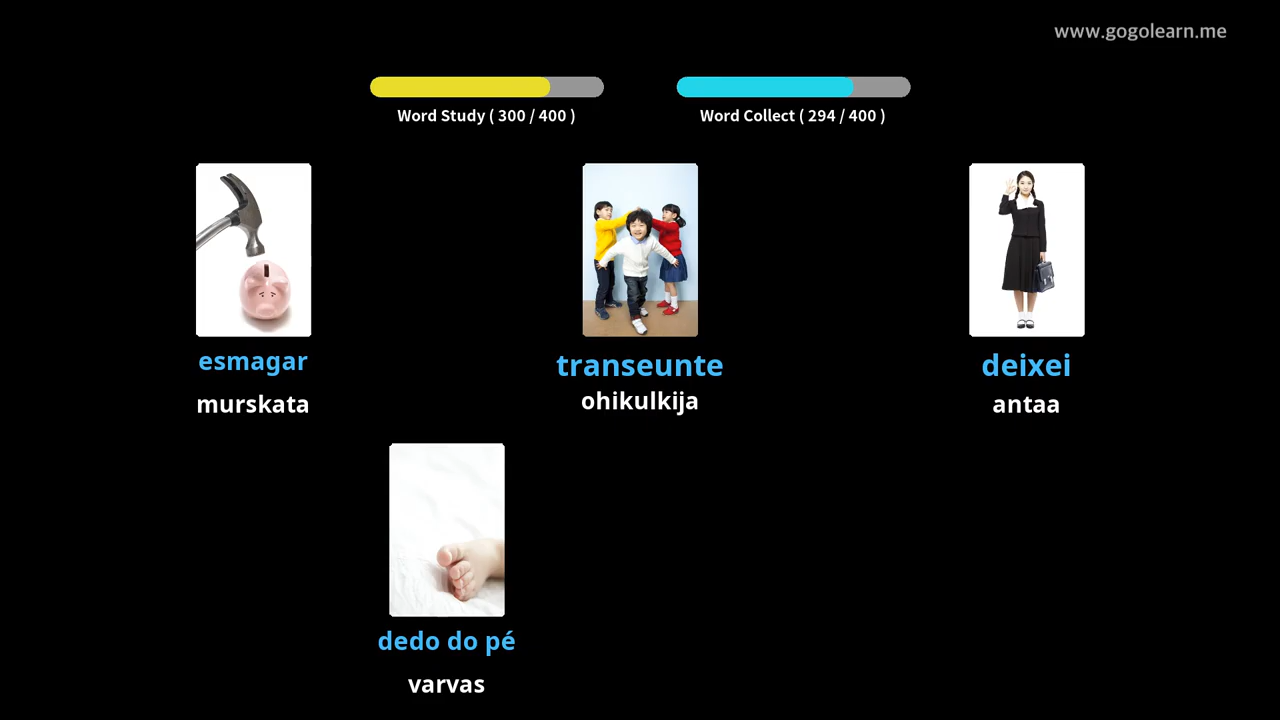 www.gogolearn.me
Word Study ( 300 / 400 )
Word Collect ( 294 / 400 )
esmagar
murskata
transeunte
ohikulkija
deixei
antaa
dedo do pé
varvas